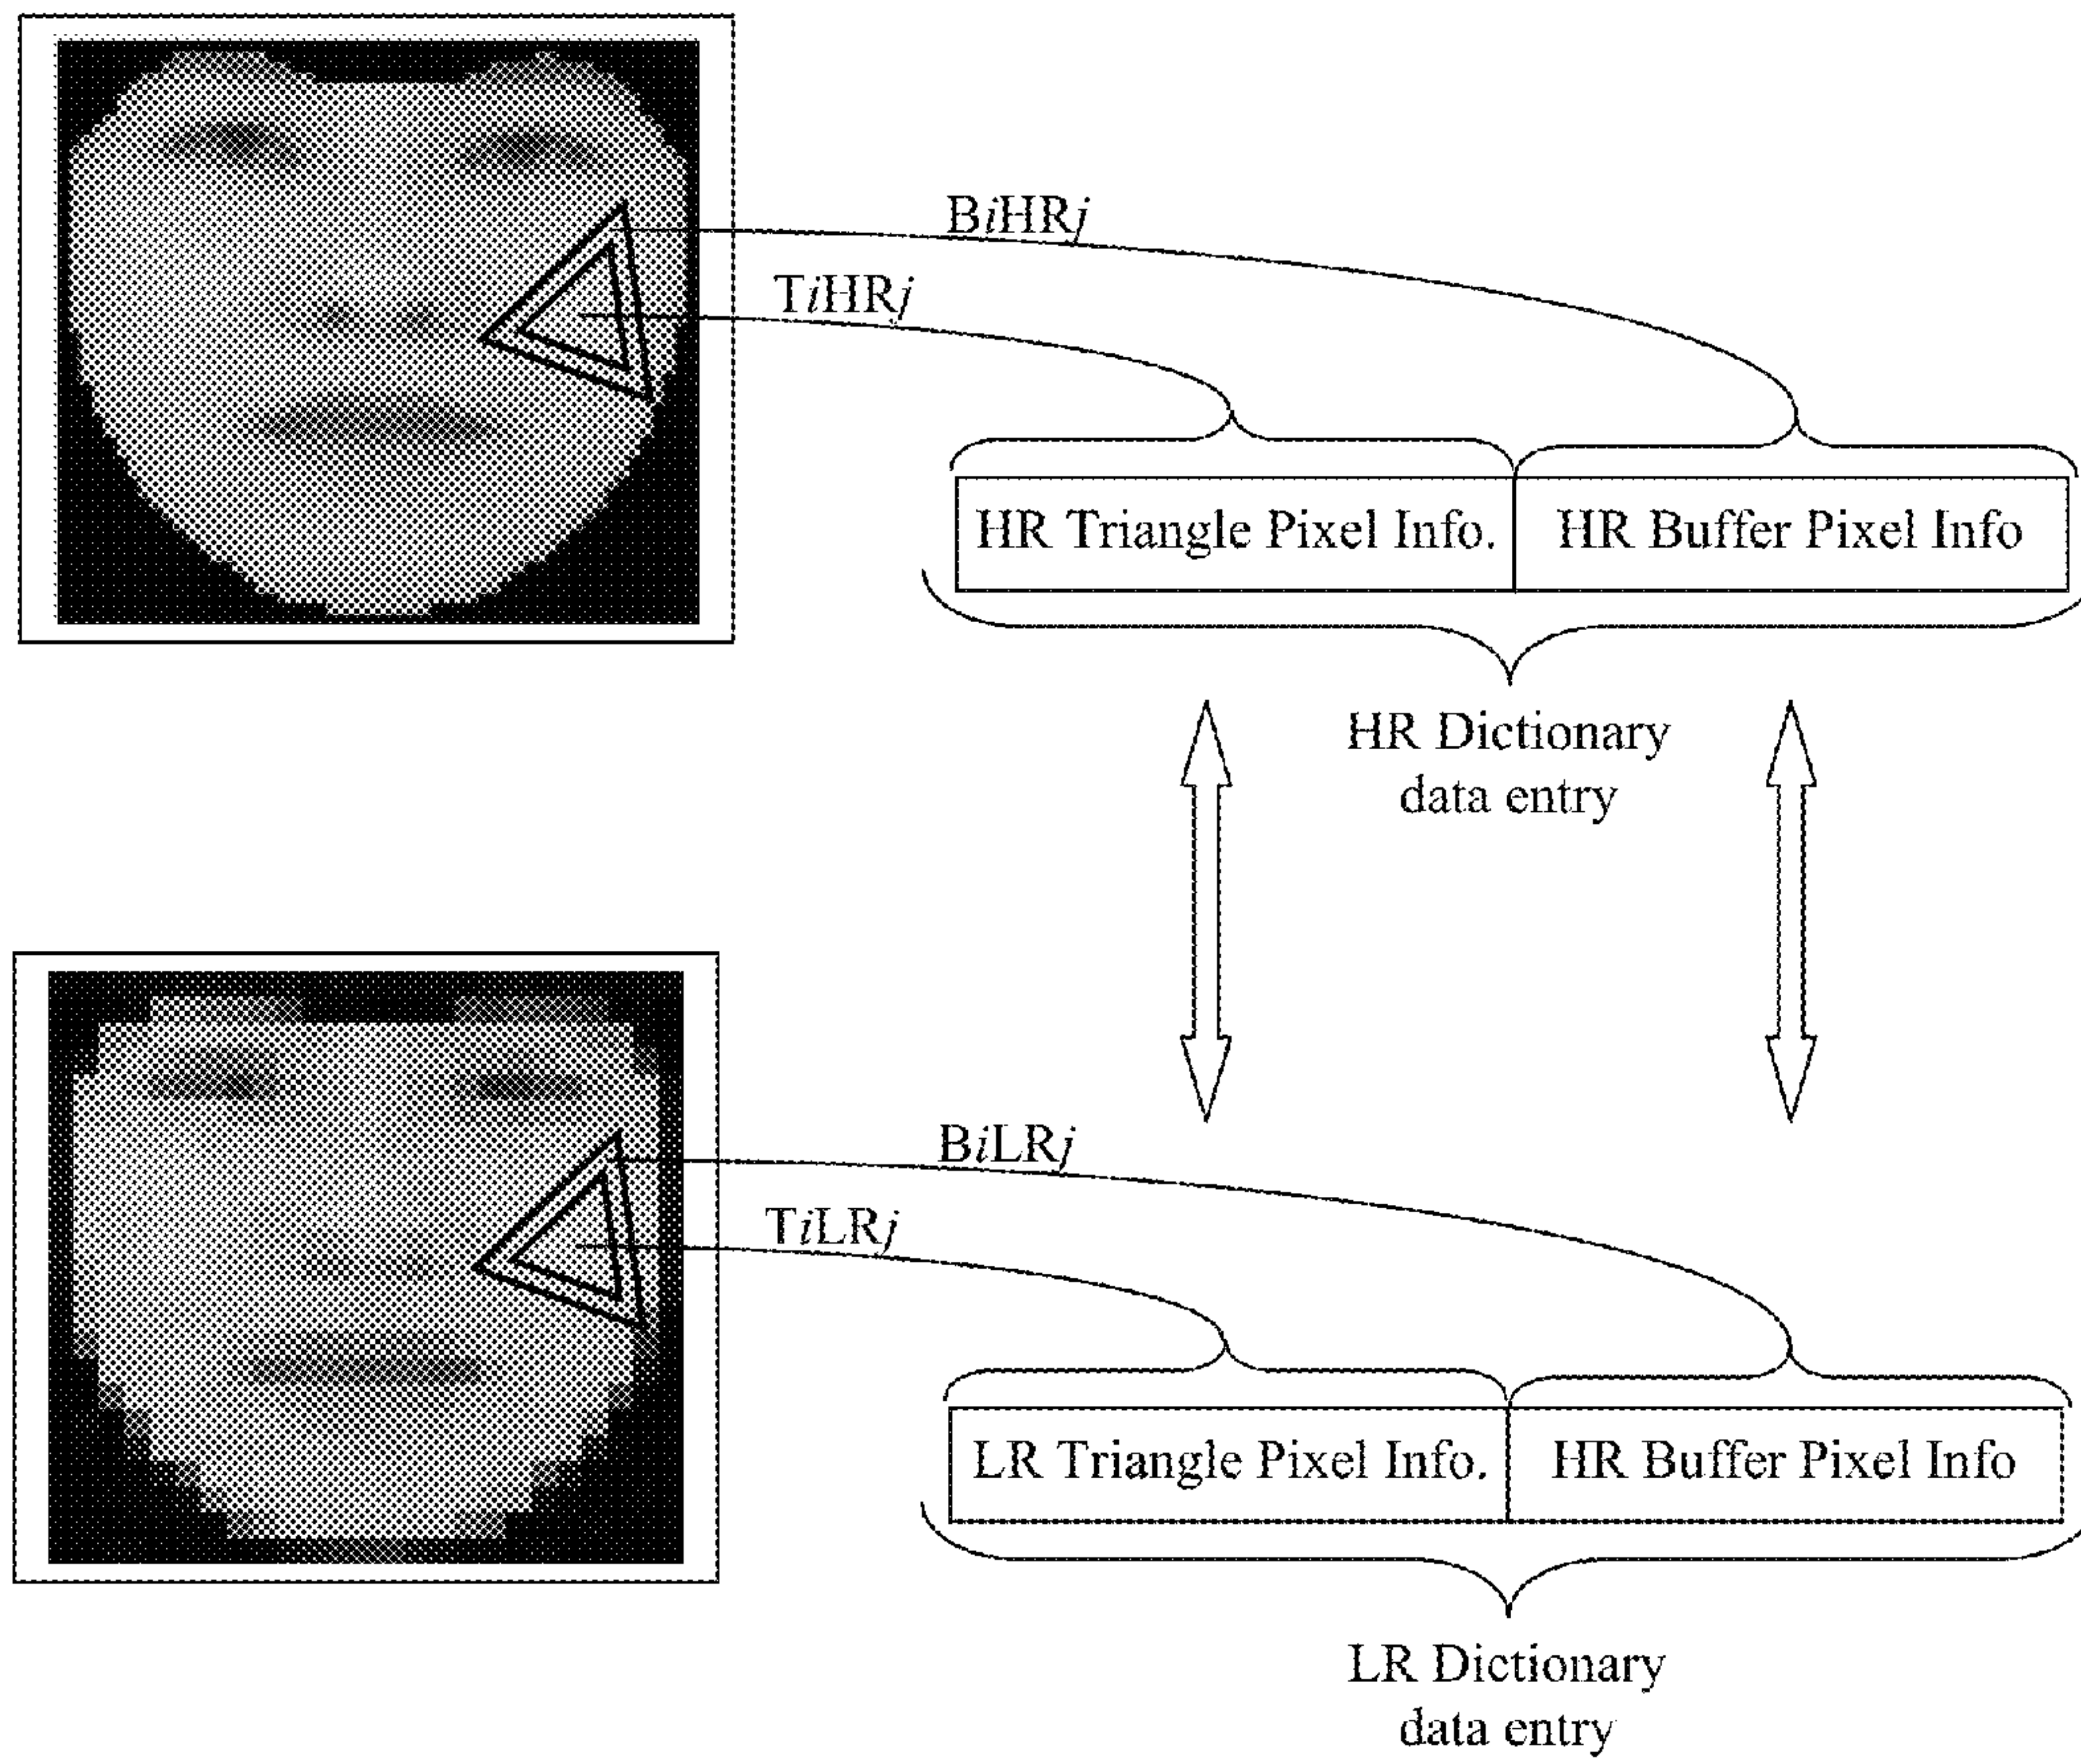 BiHRj
TiHRj
HR Triangle Pixel Info.
HR Buffer Pixel Info
HR Dictionary
data entry
BiLRj
TiLRj
LR Triangle Pixel Info.
HR Buffer Pixel Info
LR Dictionary
data entry